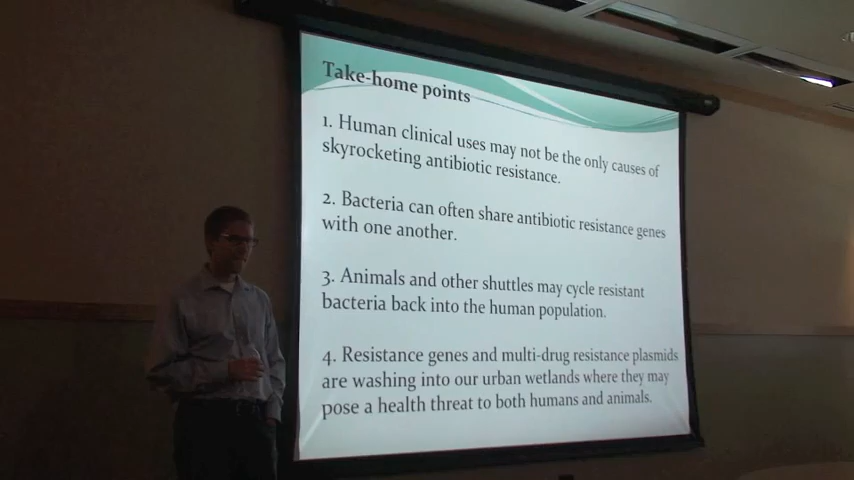 Take-home points
1. Human clinical uses may not be the only causes of
skyrocketing antibiotic resistance.
2. Bacteria can often share antibiotic resistance genes
with one another.
3. Animals and other shuttles may cycle resistant
bacteria back into the human population.
4. Resistance genes and multi-drug resistance plasmids
are washing into our urban wetlands where they may
pose a health threat to both humans and animals.